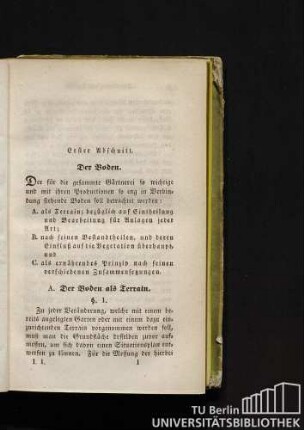 Erster Abschnitt.
Der Boden.
Der für die gesammte Gärtnerei so wichtige
und mit ihren Productionen so eng in Verbin-
dung stehende Boden soll betrachtet werden:
A. als Terrain; bezüglich auf Eintheilung
und Bearbeitung für Anlagen jeder
Art;
B. nach seinen Bestandtheilen, und deren
Einfluß auf die Vegetation überhaupt;
und
C. als ernährendes Prinzip nach seinen
verschiedenen Zusammensetzungen.
A. Der Boden als Terrain.
§. 1.
Zu jeder Veränderung, welche mit einem be-
reits angelegten Garten oder mit einem dazu ein-
zurichtenden Terrain vorgenommen werden soll,
muß man die Grundfläche desselben zuvor aus-
messen, um sich davon einen Situationsplan ent-
werfen zu können. Für die Messung der hierbei
I. 1. 1
TU Berlin
UNIVERSITÄTSBIBLIOTHEK